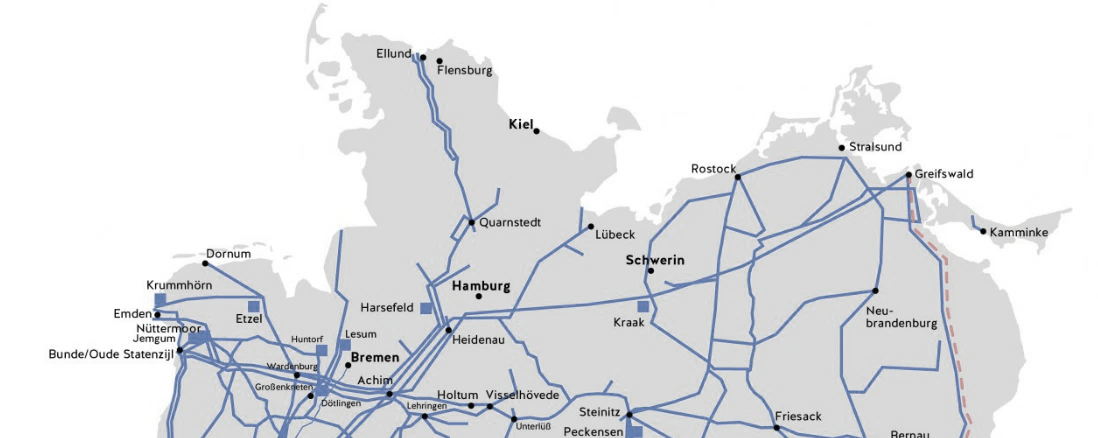 Ellund
Flensburg
Kiel
Stralsund
Rostock
Greifswald
Quarnstedt
Lübeck
Kamminke
Dornum
Schwerin
Krummhörn
Hamburg
Emden
Etzel
Harsefeld
Kraak
Neu-
brandenburg
Nüttermoor
Jemgum
Huntorf
Lesum
Heidenau
Bunde/Oude Statenzijl
Bremen
Wardenburg
Achim
Großenkneten
Dötlingen
Holtum
Visselhövede
Lehringen
Unterlüß
Steinitz
Friesack
Peckensen
Bernau